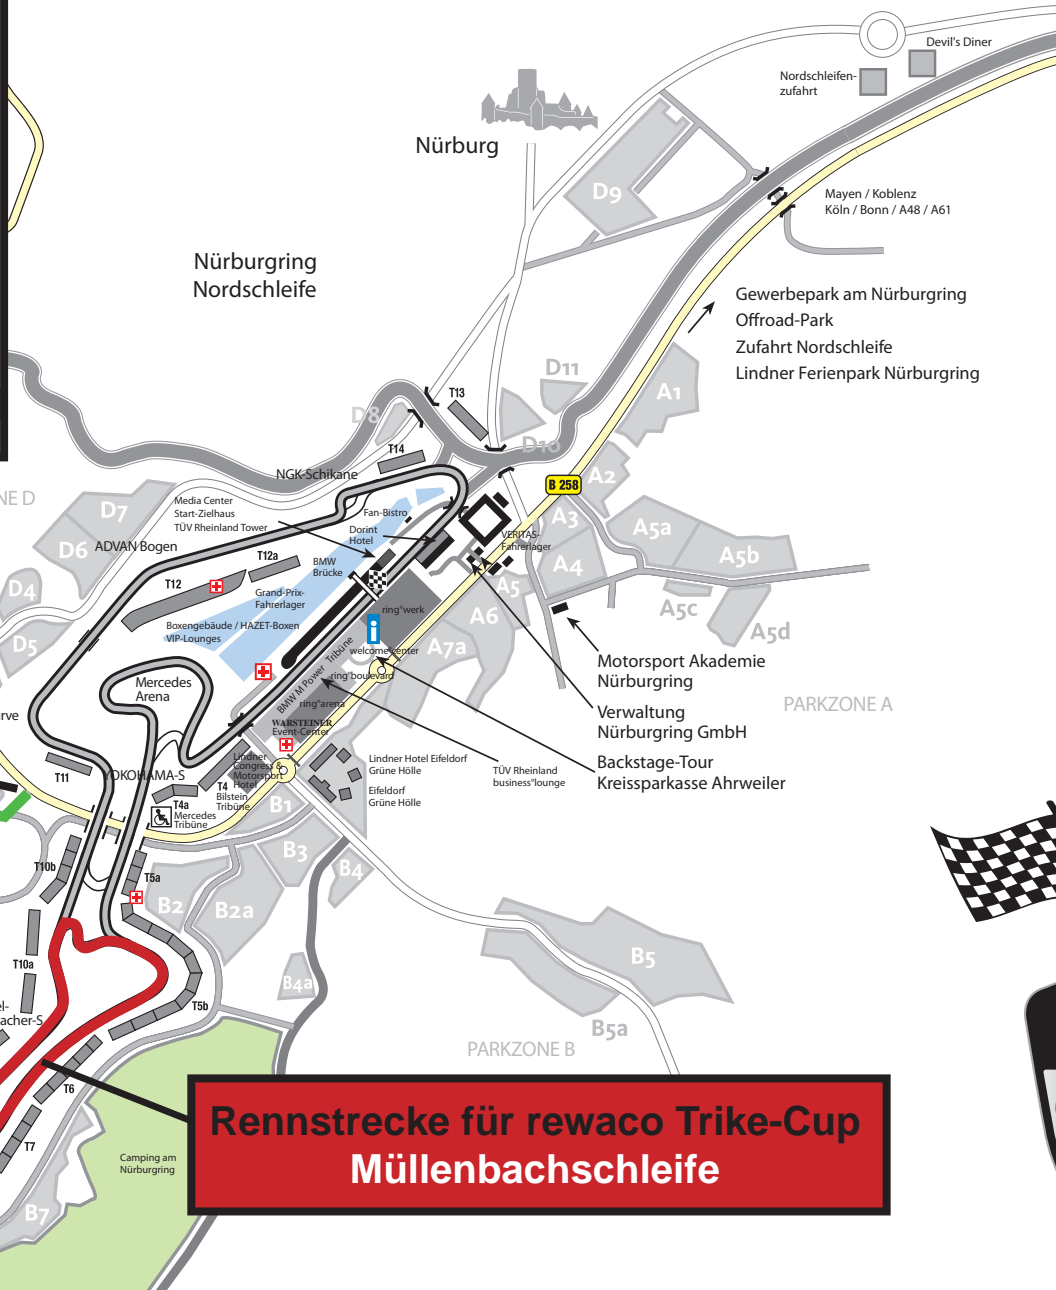 Devil's Diner
Nordschleifen-
zufahrt
Nürburg
D9
Mayen / Koblenz
Köln / Bonn / A48 / A61
Nürburgring
Nordschleife
Gewerbepark am Nürburgring
Offroad-Park
Zufahrt Nordschleife
Lindner Ferienpark Nürburgring
D11
A1
T13
D8
D10
T14
NGK-Schikane
A2
B 258
NE D
D7
Media Center
Start-Zielhaus
TÜV Rheinland Tower
Fan-Bistro
Dorint
Hotel
VERITAS-
Fahrerlager
A3
A5a
A5b
D6
ADVAN Bogen
T12a
BMW
Brücke
A4
D4
T12
Grand-Prix-
Fahrerlager
A5
A5c
ring°werk
A6
A5d
Boxengebäude / HAZET-Boxen
VIP-Lounges
D5
i
welcome center
A7a
BMW M Power Tribüne
ring°boulevard
Motorsport Akademie
Nürburgring
Mercedes
Arena
ring°arena
PARKZONE A
rve
WARSTEINER
Event-Center
Verwaltung
Nürburgring GmbH
Backstage-Tour
Kreissparkasse Ahrweiler
Lindner
Congress &
Motorsport
Hotel
Lindner Hotel Eifeldorf
Grüne Hölle
TÜV Rheinland
business°lounge
T11
YOKOHAMA-S
T4
Bilstein
Tribüne
Eifeldorf
Grüne Hölle
T4a
Mercedes
Tribüne
B1
B3
T10b
T5a
B4
B2
B2a
T10a
B5
B4a
el-
acher-S
T5b
B5a
PARKZONE B
T6
Rennstrecke für rewaco Trike-Cup
Müllenbachschleife
T7
Camping am
Nürburgring
B7